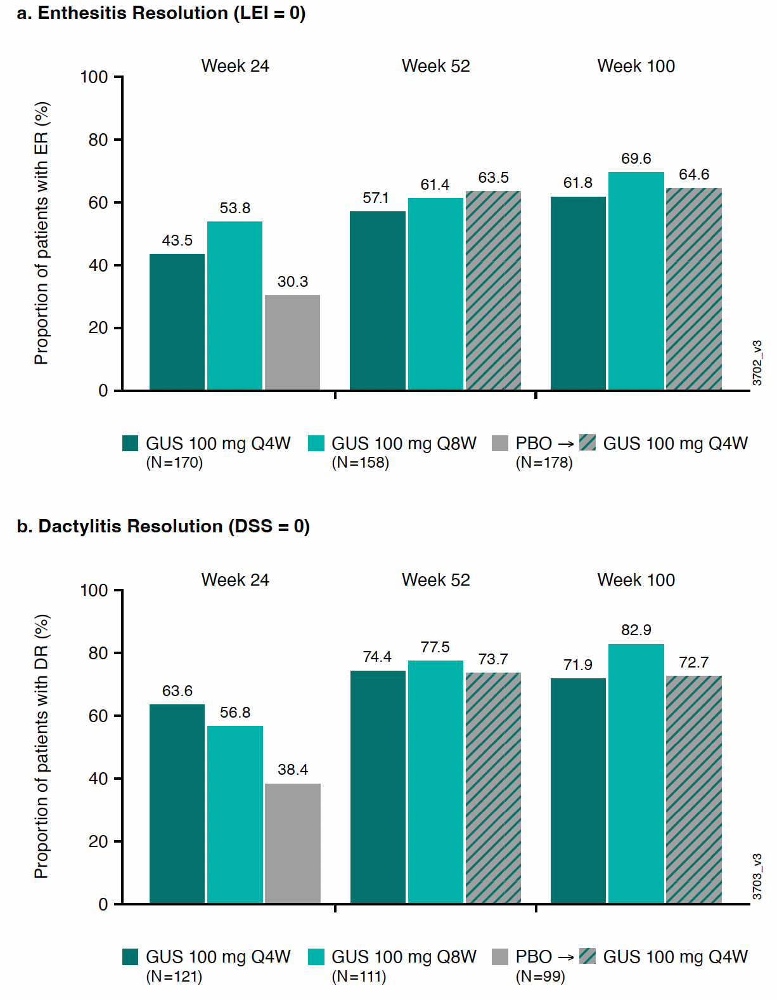 a. Enthesitis Resolution (LEI = 0)
Week 24 Week 52 Week 100
Proportion of patients with ER (%)
100
80
60
40
20
0
43.5
53.8
30.3
57.1
61.4
63.5
61.8
69.6
64.6
3702_v3
GUS 100 mg Q4W
(N=170)
GUS 100 mg Q8W
(N=158)
PBO → GUS 100 mg Q4W
(N=178)
b. Dactylitis Resolution (DSS = 0)
Week 24 Week 52 Week 100
Proportion of patients with DR (%)
100
80
60
40
20
0
63.6
56.8
38.4
74.4
77.5
73.7
71.9
82.9
72.7
3703_v3
GUS 100 mg Q4W
(N=121)
GUS 100 mg Q8W
(N=111)
PBO → GUS 100 mg Q4W
(N=99)